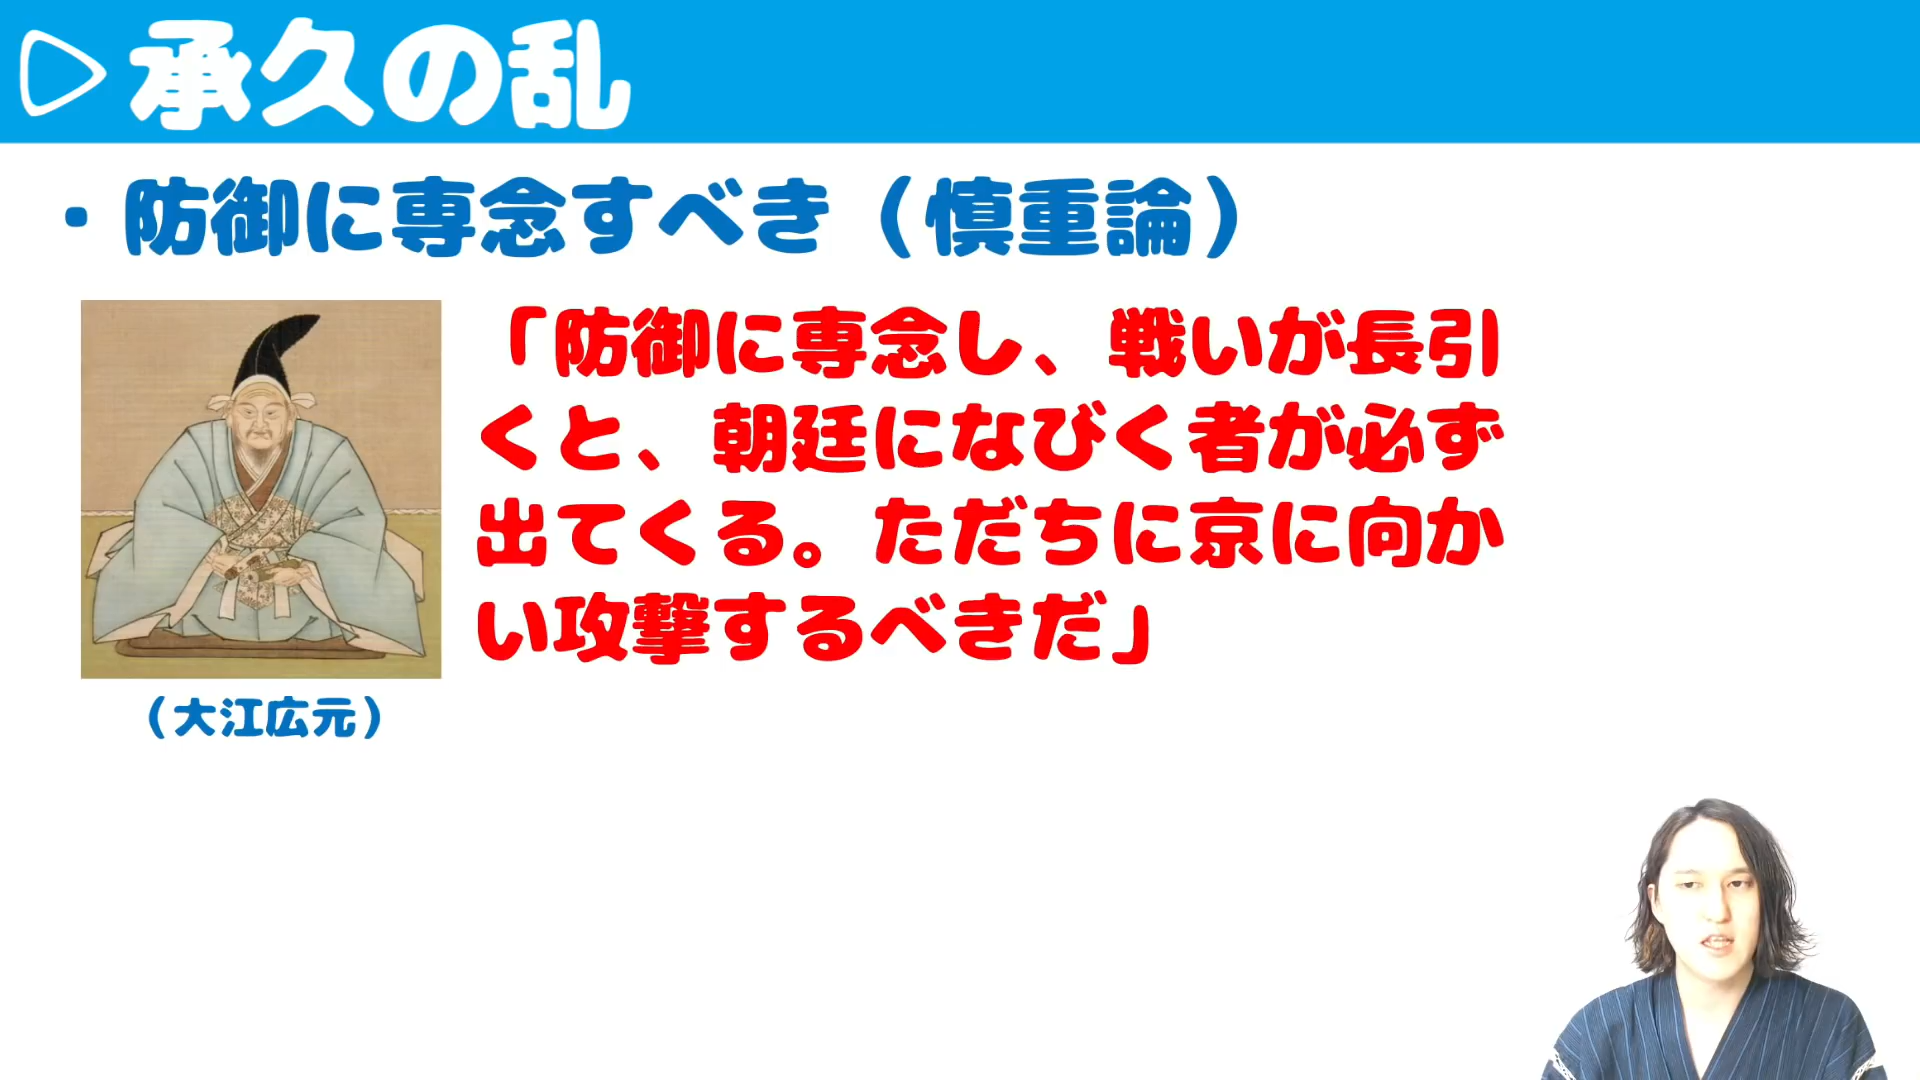 承久の乱
・防御に専念すべき（慎重論）
「防御に専念し、戦いが長引
くと、朝廷になびく者が必ず
出てくる。ただちに京に向か
い攻撃するべきだ」
（大江広元）